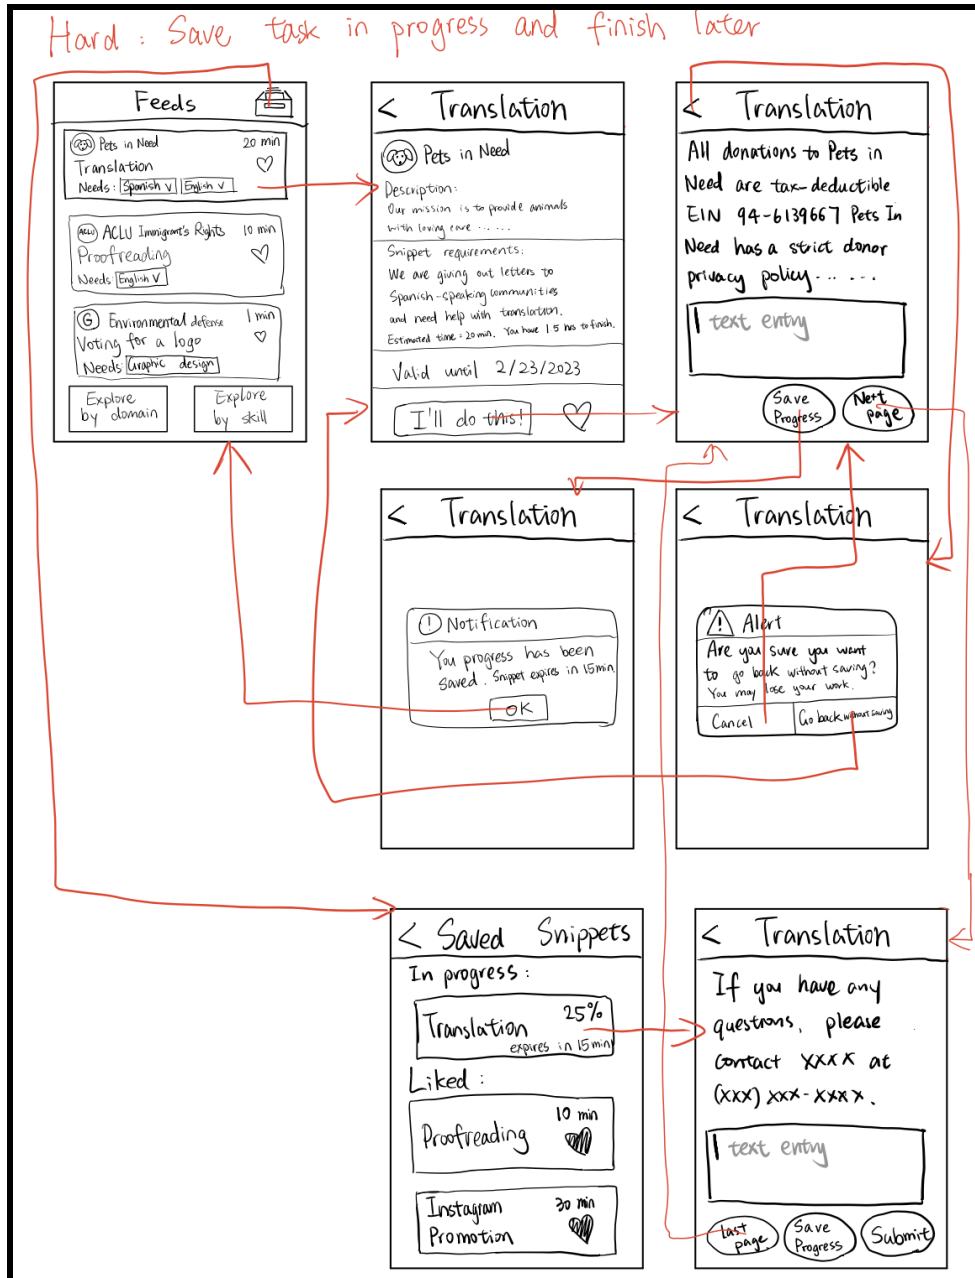 Hard : Save task in progress and finish later
Feeds
Pets in Need 20 min
Translation
Needs: Spanish V English V
ACLU ACLU Immigrant's Rights 10 min
Proofreading
Needs: English V
G Environmental defense 1 min
Voting for a logo
Needs: Graphic design
Explore by domain
Explore by skill
< Translation
Pets in Need
Description:
Our mission is to provide animals
with loving care ......
Snippet requirements:
We are giving out letters to
Spanish-speaking communities
and need help with translation.
Estimated time = 20 min. You have 1.5 hrs to finish.
Valid until 2/23/2023
I'll do this!
< Translation
All donations to Pets in
Need are tax-deductible
EIN 94-6139667 Pets In
Need has a strict donor
privacy policy......
text entry
Save Progress
Next page
< Translation
! Notification
You progress has been
saved. Snippet expires in 15min.
OK
< Translation
! Alert
Are you sure you want
to go back without saving?
You may lose your work.
Cancel
Go back without saving
< Saved Snippets
In progress :
Translation 25%
expires in 15min
Liked :
10 min
Proofreading
Instagram 30 min
Promotion
< Translation
If you have any
questions, please
contact XXXX at
(XXX) XXX-XXXX.
text entry
Last page
Save Progress
Submit